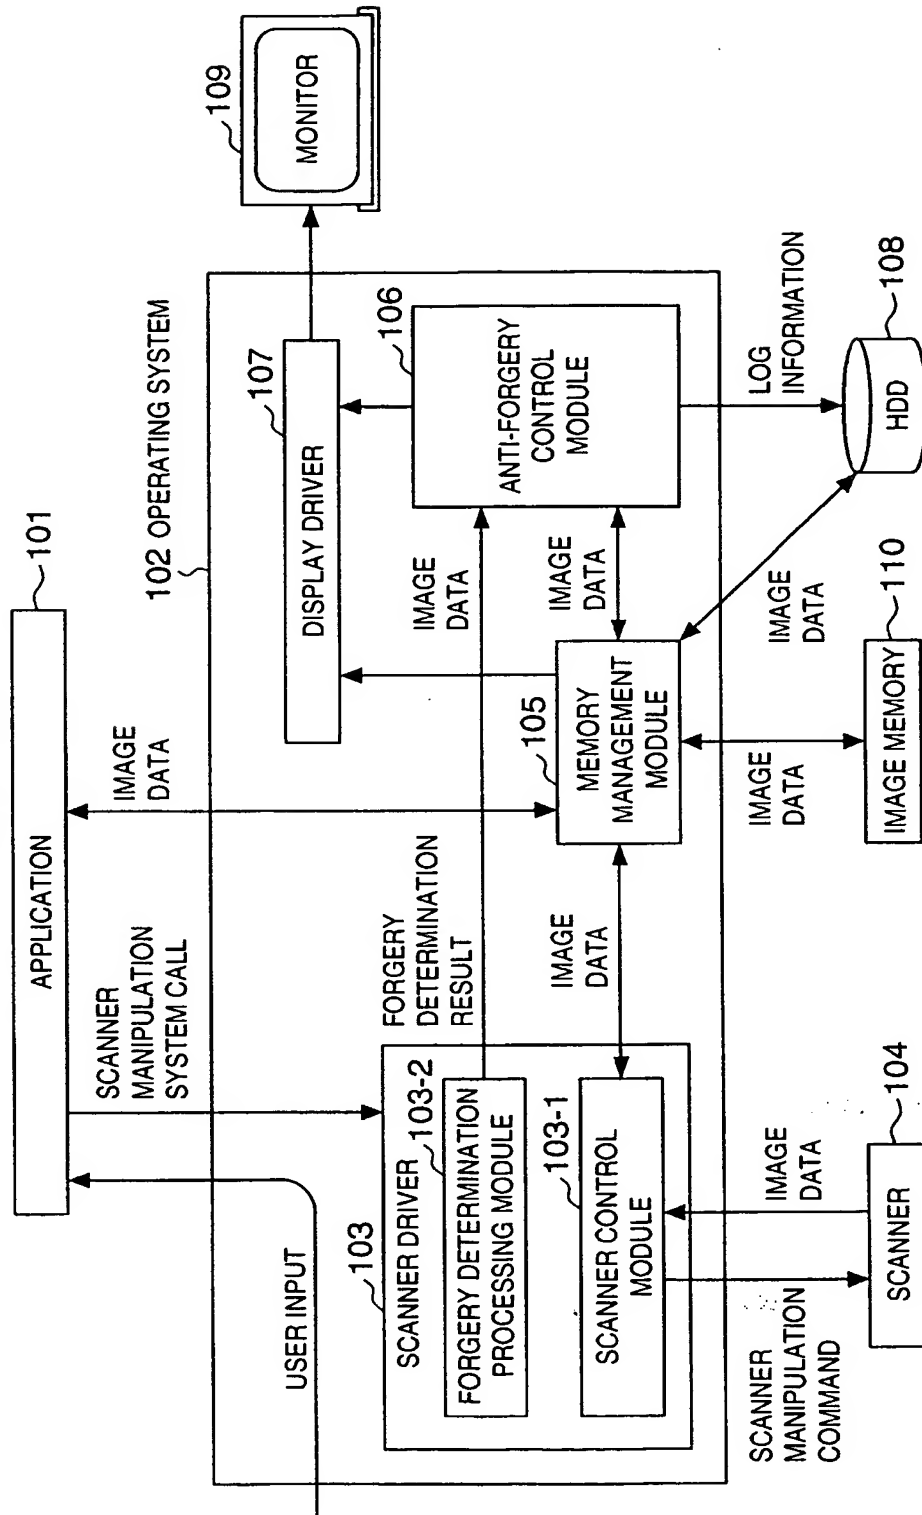 101
APPLICATION
SCANNER
MANIPULATION
SYSTEM CALL
IMAGE
DATA
USER INPUT
102 OPERATING SYSTEM
109
MONITOR
107
DISPLAY DRIVER
103
SCANNER DRIVER
103-2
FORGERY DETERMINATION
PROCESSING MODULE
FORGERY
DETERMINATION
RESULT
IMAGE
DATA
106
ANTI-FORGERY
CONTROL
MODULE
103-1
SCANNER CONTROL
MODULE
IMAGE
DATA
105
MEMORY
MANAGEMENT
MODULE
IMAGE
DATA
SCANNER
MANIPULATION
COMMAND
IMAGE
DATA
104
SCANNER
IMAGE
DATA
110
IMAGE MEMORY
IMAGE
DATA
LOG
INFORMATION
108
HDD